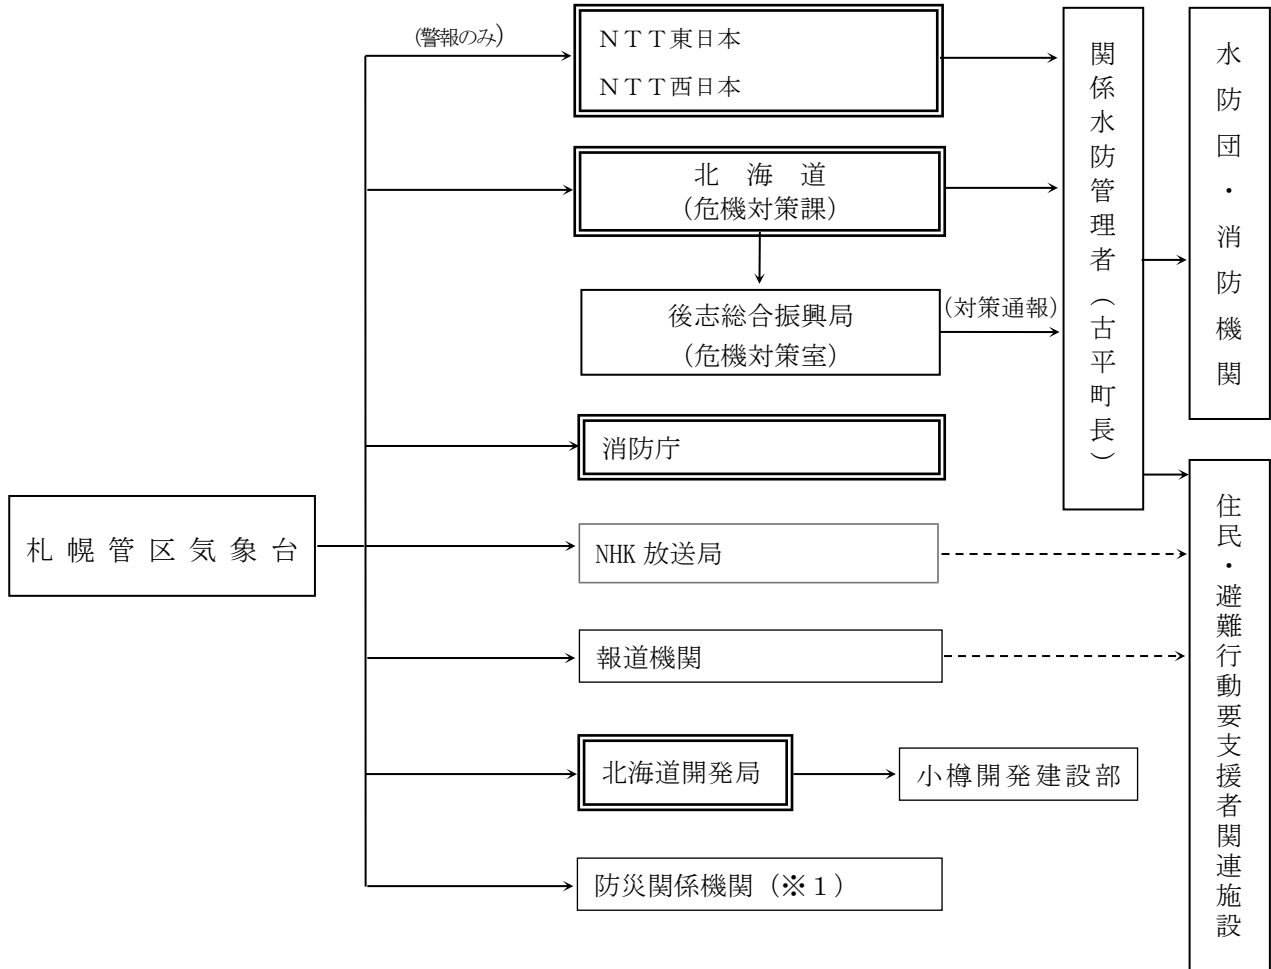 (警報のみ)
ＮＴＴ東日本
ＮＴＴ西日本
北　海　道
(危機対策課)
後志総合振興局
(危機対策室)
(対策通報)
消防庁
札幌管区気象台
NHK 放送局
報道機関
北海道開発局
小樽開発建設部
防災関係機関（※１）
関係水防管理者（古平町長）
水防団・消防機関
住民・避難行動要支援者関連施設